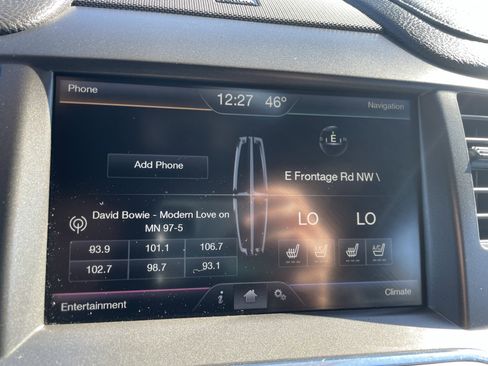 Phone
12:27 46°
Navigation
E
Add Phone
E Frontage Rd NW \
David Bowie - Modern Love on
MN 97-5
LO LO
93.9 101.1 106.7
102.7 98.7 93.1
Entertainment
i
Climate